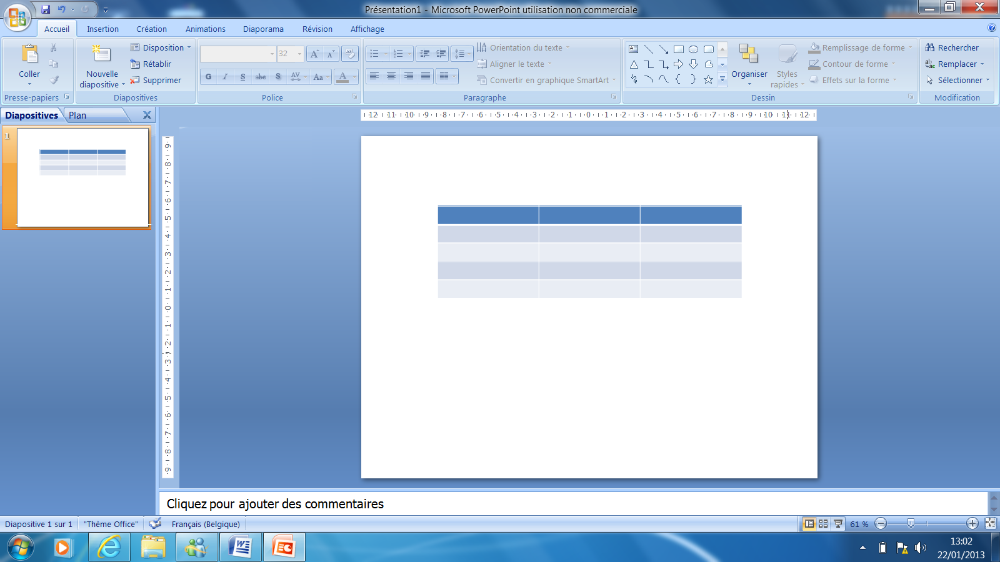 Présentation1 - Microsoft PowerPoint utilisation non commerciale
Accueil Insertion Création Animations Diaporama Révision Affichage
Coller
Presse-papiers
Nouvelle diapositive
Disposition
Rétablir
Supprimer
Diapositives
32
G I S abc S AV Aa A
Police
Orientation du texte
Aligner le texte
Convertir en graphique SmartArt
Paragraphe
Organiser
Styles rapides
Remplissage de forme
Contour de forme
Effets sur la forme
Dessin
Rechercher
Remplacer
Sélectionner
Modification
Diapositives Plan
12 11 10 9 8 7 6 5 4 3 2 1 0 1 2 3 4 5 6 7 8 9 10 11 12
1
9 8 7 6 5 4 3 2 1 0 1 2 3 4 5 6 7 8 9
Cliquez pour ajouter des commentaires
Diapositive 1 sur 1 "Thème Office" Français (Belgique) 61 %
13:02
22/01/2013